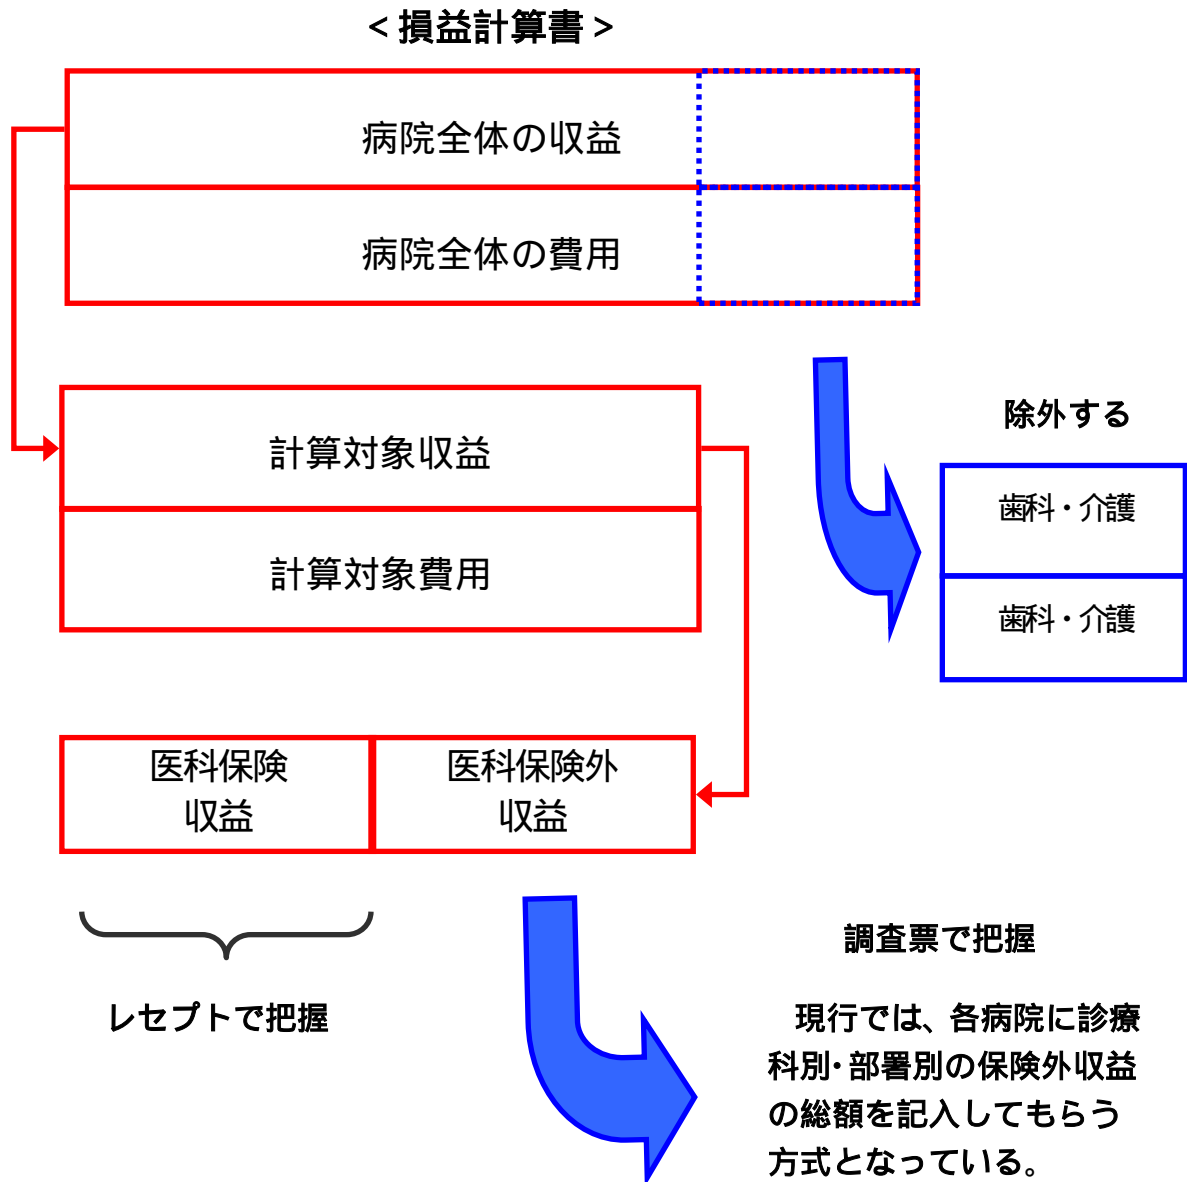 ＜損益計算書＞
病院全体の収益
病院全体の費用
除外する
計算対象収益
歯科・介護
計算対象費用
歯科・介護
医科保険
収益
医科保険外
収益
レセプトで把握
調査票で把握
現行では、各病院に診療
科別・部署別の保険外収益
の総額を記入してもらう
方式となっている。